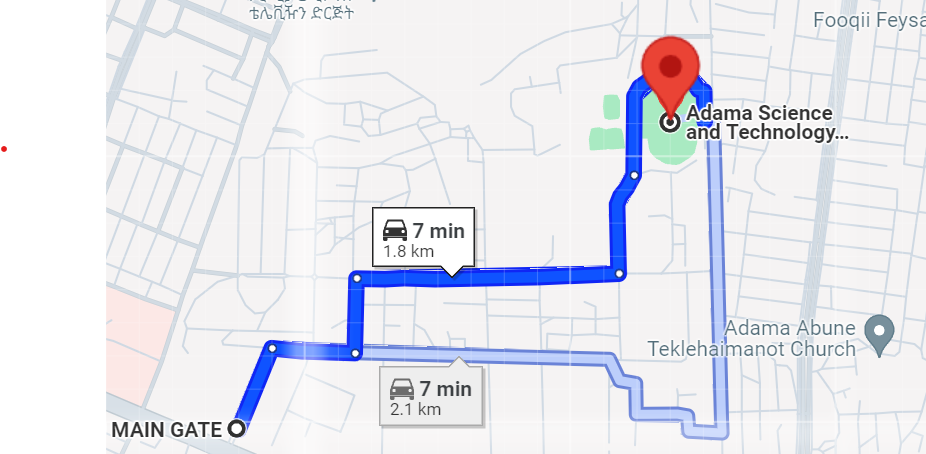 ቴሌቪዥን ድርጅት
Fooqii Feysa
Adama Science
and Technology...
7 min
1.8 km
Adama Abune
Teklehaimanot Church
7 min
2.1 km
MAIN GATE